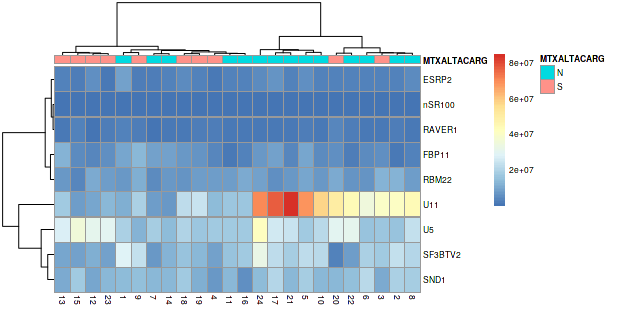 MTXALTACARG
ESRP2
nSR100
RAVER1
FBP11
RBM22
U11
U5
SF3BTV2
SND1
13 15 12 23 1 9 7 14 18 19 4 11 16 24 17 21 5 10 20 22 6 3 2 8
8e+07
6e+07
4e+07
2e+07
MTXALTACARG
N
S